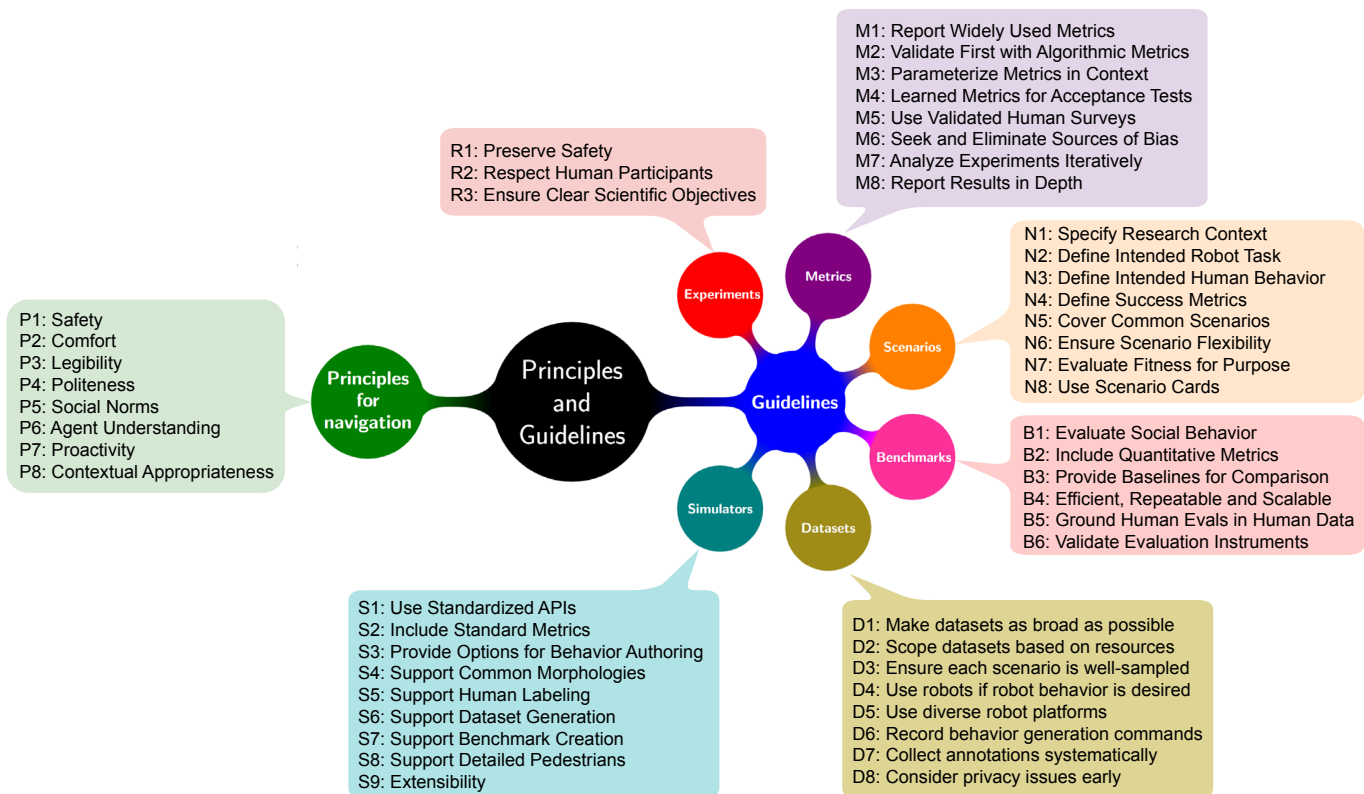 M1: Report Widely Used Metrics
M2: Validate First with Algorithmic Metrics
M3: Parameterize Metrics in Context
M4: Learned Metrics for Acceptance Tests
M5: Use Validated Human Surveys
M6: Seek and Eliminate Sources of Bias
M7: Analyze Experiments Iteratively
M8: Report Results in Depth
R1: Preserve Safety
R2: Respect Human Participants
R3: Ensure Clear Scientific Objectives
N1: Specify Research Context
N2: Define Intended Robot Task
N3: Define Intended Human Behavior
N4: Define Success Metrics
N5: Cover Common Scenarios
N6: Ensure Scenario Flexibility
N7: Evaluate Fitness for Purpose
N8: Use Scenario Cards
Metrics
Experiments
Scenarios
P1: Safety
P2: Comfort
P3: Legibility
P4: Politeness
P5: Social Norms
P6: Agent Understanding
P7: Proactivity
P8: Contextual Appropriateness
Principles
for
navigation
Principles
and
Guidelines
Guidelines
Benchmarks
B1: Evaluate Social Behavior
B2: Include Quantitative Metrics
B3: Provide Baselines for Comparison
B4: Efficient, Repeatable and Scalable
B5: Ground Human Evals in Human Data
B6: Validate Evaluation Instruments
Simulators
Datasets
S1: Use Standardized APIs
S2: Include Standard Metrics
S3: Provide Options for Behavior Authoring
S4: Support Common Morphologies
S5: Support Human Labeling
S6: Support Dataset Generation
S7: Support Benchmark Creation
S8: Support Detailed Pedestrians
S9: Extensibility
D1: Make datasets as broad as possible
D2: Scope datasets based on resources
D3: Ensure each scenario is well-sampled
D4: Use robots if robot behavior is desired
D5: Use diverse robot platforms
D6: Record behavior generation commands
D7: Collect annotations systematically
D8: Consider privacy issues early